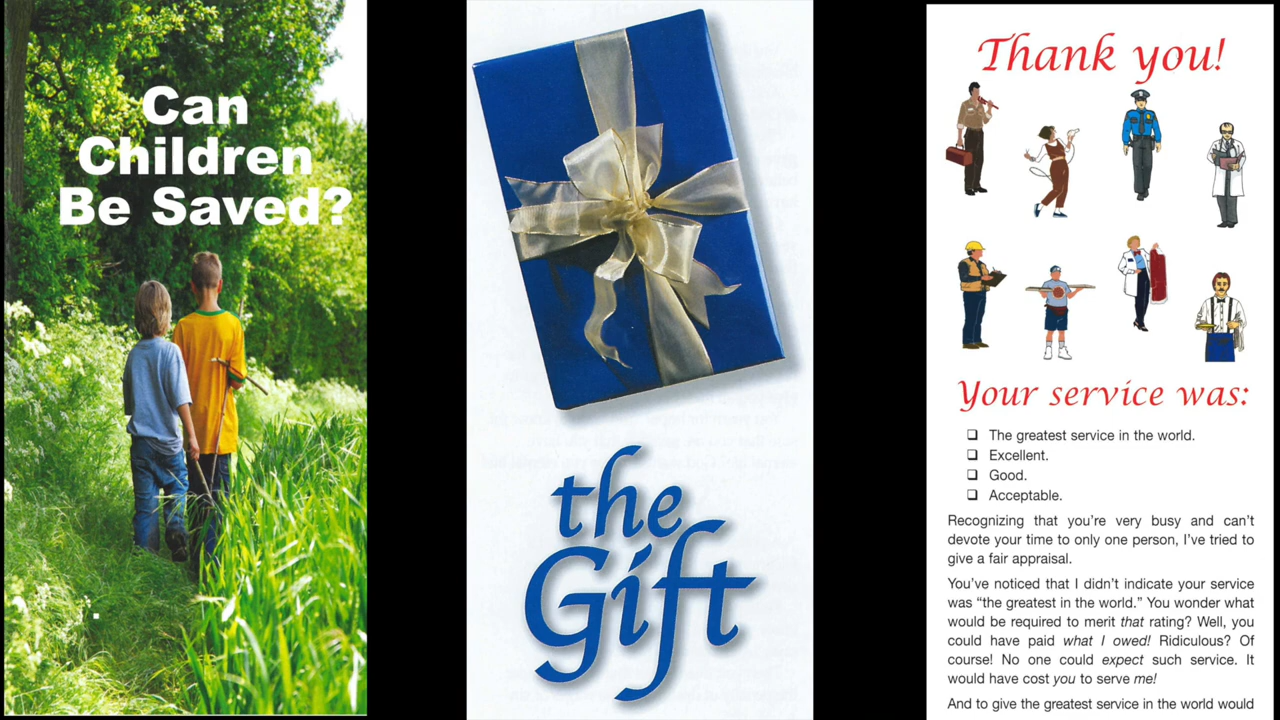 Can
Children
Be Saved?
the
Gift
Thank you!
Your service was:
❑ The greatest service in the world.
❑ Excellent.
❑ Good.
❑ Acceptable.
Recognizing that you're very busy and can't
devote your time to only one person, I've tried to
give a fair appraisal.
You've noticed that I didn't indicate your service
was “the greatest in the world.” You wonder what
would be required to merit that rating? Well, you
could have paid what I owed! Ridiculous? Of
course! No one could expect such service. It
would have cost you to serve me!
And to give the greatest service in the world would